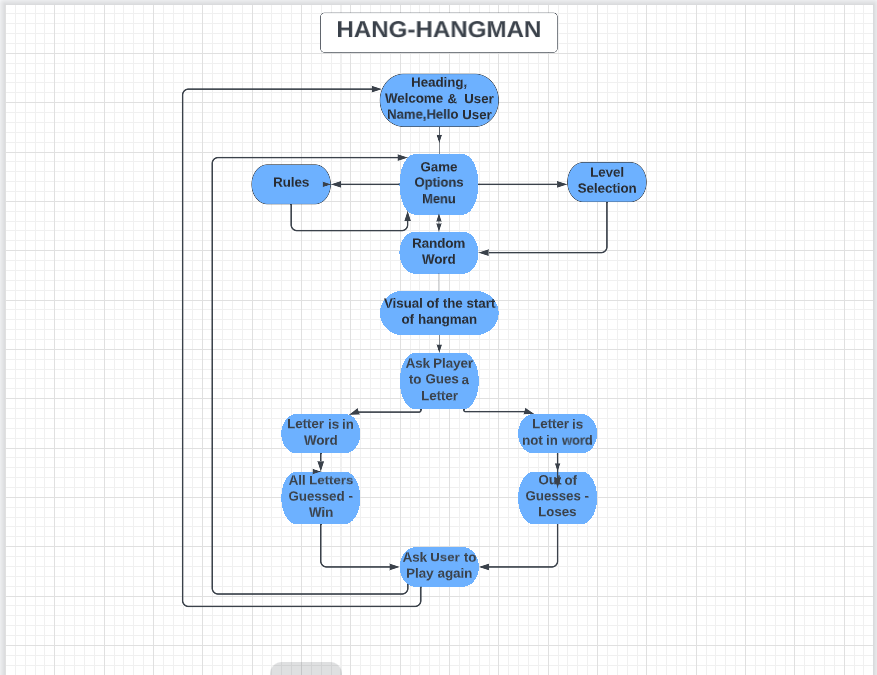 HANG-HANGMAN
Heading,
Welcome & User
Name,Hello User
Game
Options
Menu
Rules
Level
Selection
Random
Word
Visual of the start
of hangman
Ask Player
to Gues a
Letter
Letter is in
Word
Letter is
not in word
All Letters
Guessed -
Win
Out of
Guesses -
Loses
Ask User to
Play again